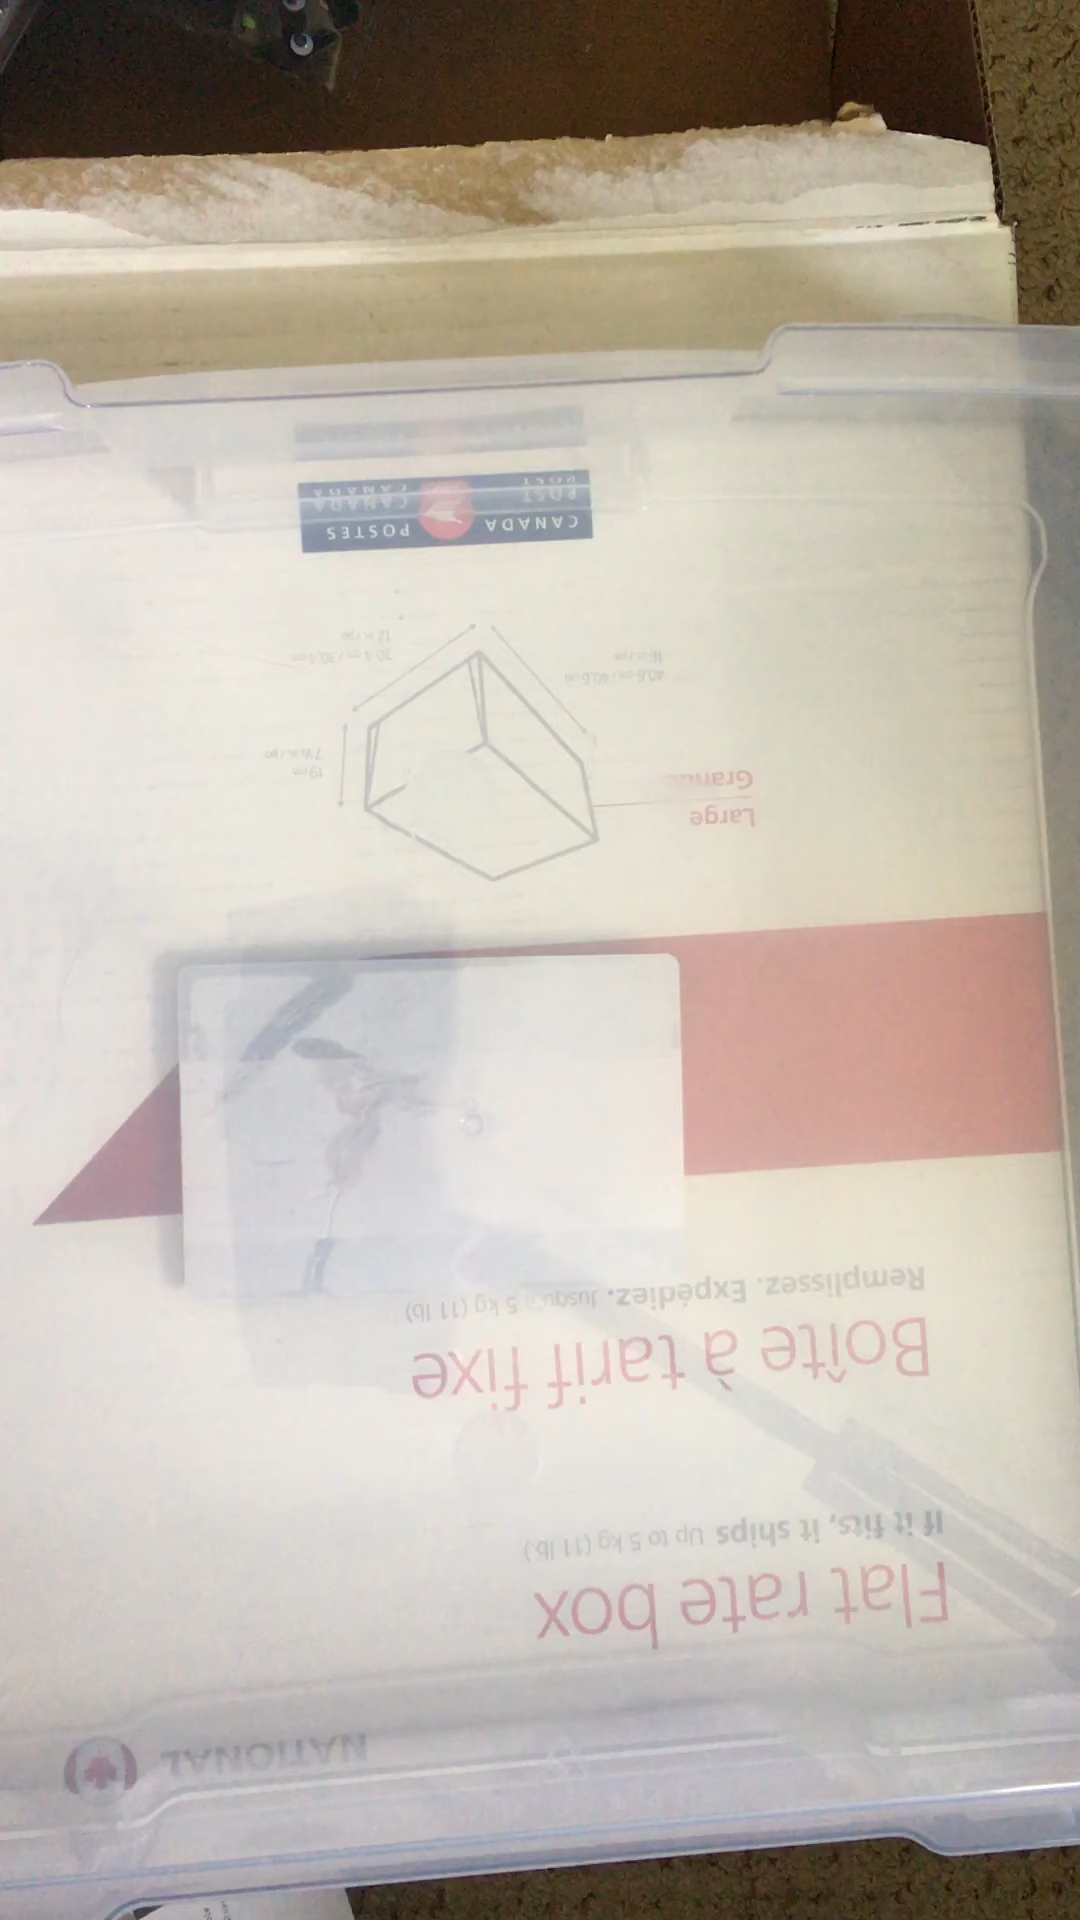 NATIONAL
Flat rate box
If it fits, it ships Up to 5 kg (11 lb.)
Boîte à tarif fixe
Remplissez. Expédiez. Jusqu'à 5 kg (11 lb)
Large
19 cm
7½ in / po
40.6 cm / 40,6 cm
16 in / po
30.4 cm / 30,4 cm
12 in / po
CANADA POSTES
POST CANADA